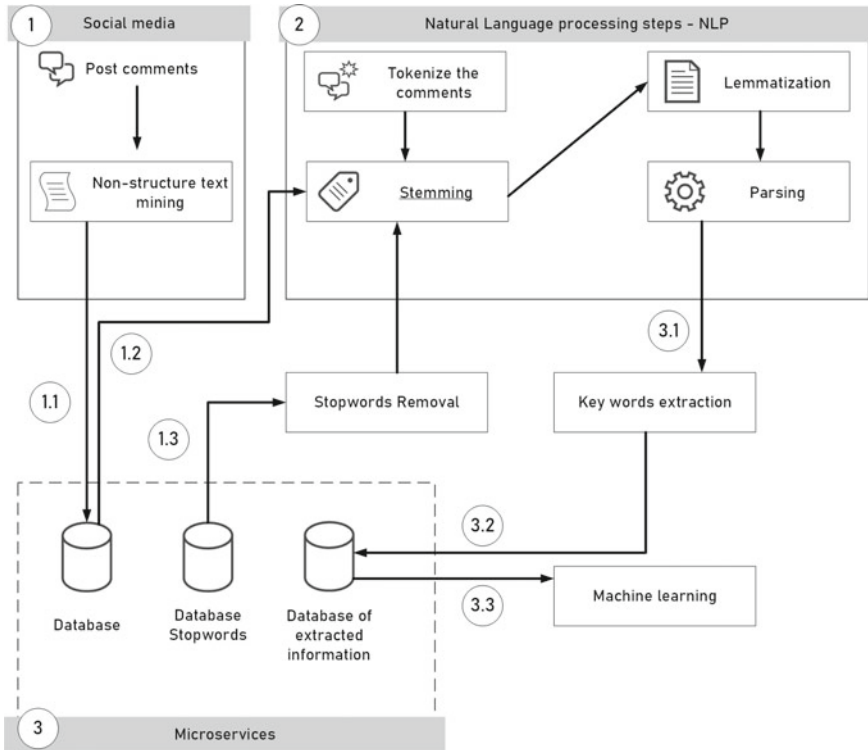 1
Social media
2
Natural Language processing steps - NLP
Post comments
Tokenize the
comments
Lemmatization
Non-structure text
mining
Stemming
Parsing
1.2
3.1
1.1
1.3
Stopwords Removal
Key words extraction
3.2
3.3
Machine learning
Database
Database
Stopwords
Database of
extracted
information
3
Microservices